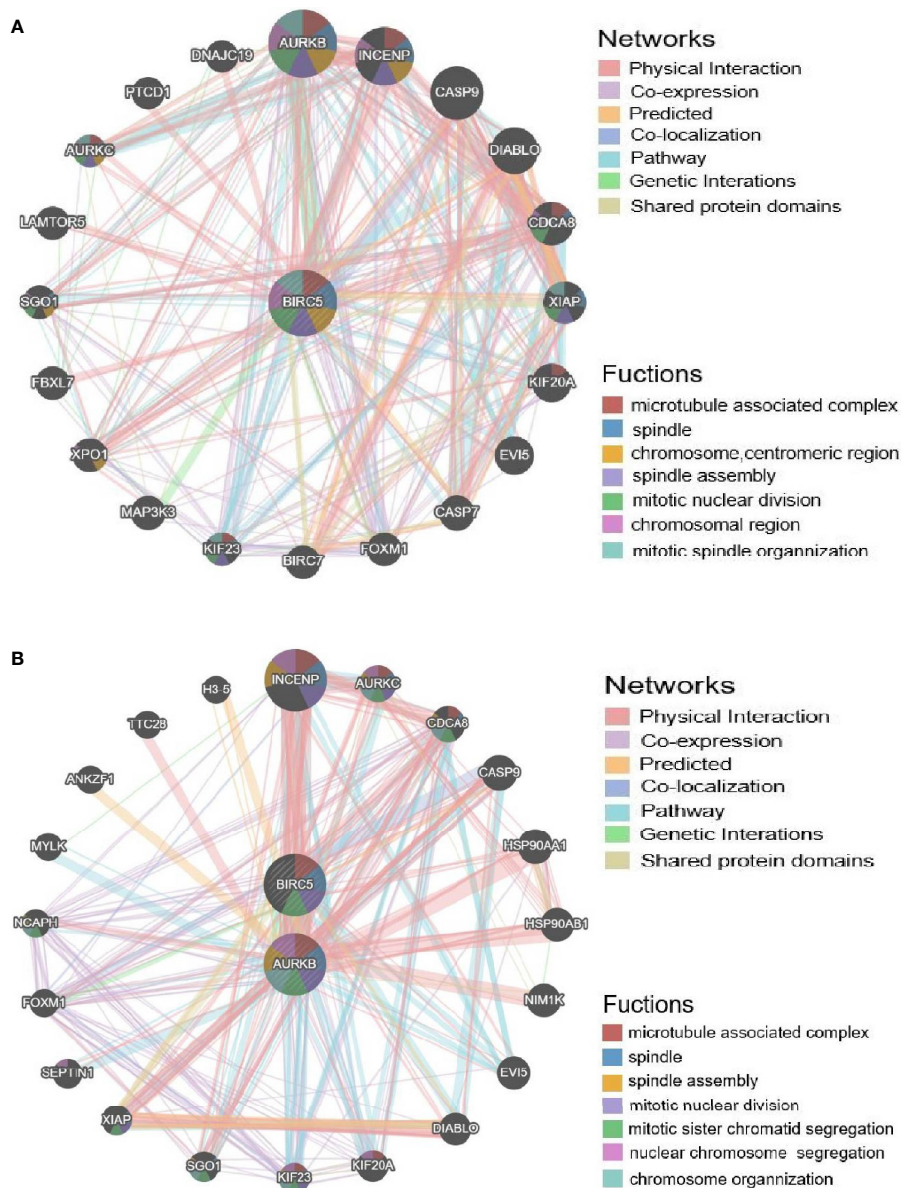 A
DNAJC19
AURKB
INCENP
CASP9
PTCD1
DIABLO
AURKC
CDCA8
LAMTOR5
SGO1
BIRC5
XIAP
FBXL7
KIF20A
XPO1
EVI5
MAP3K3
CASP7
KIF23
BIRC7
FOXM1
Networks
Physical Interaction
Co-expression
Predicted
Co-localization
Pathway
Genetic Interations
Shared protein domains
Fuctions
microtubule associated complex
spindle
chromosome,centromeric region
spindle assembly
mitotic nuclear division
chromosomal region
mitotic spindle organnization
B
H3-5
INCENP
AURKC
CDCA8
TTC28
CASP9
ANKZF1
MYLK
HSP90AA1
BIRC5
NCAPH
HSP90AB1
AURKB
FOXM1
NIM1K
SEPTIN1
EVI5
XIAP
DIABLO
SGO1
KIF23
KIF20A
Networks
Physical Interaction
Co-expression
Predicted
Co-localization
Pathway
Genetic Interations
Shared protein domains
Fuctions
microtubule associated complex
spindle
spindle assembly
mitotic nuclear division
mitotic sister chromatid segregation
nuclear chromosome segregation
chromosome organnization